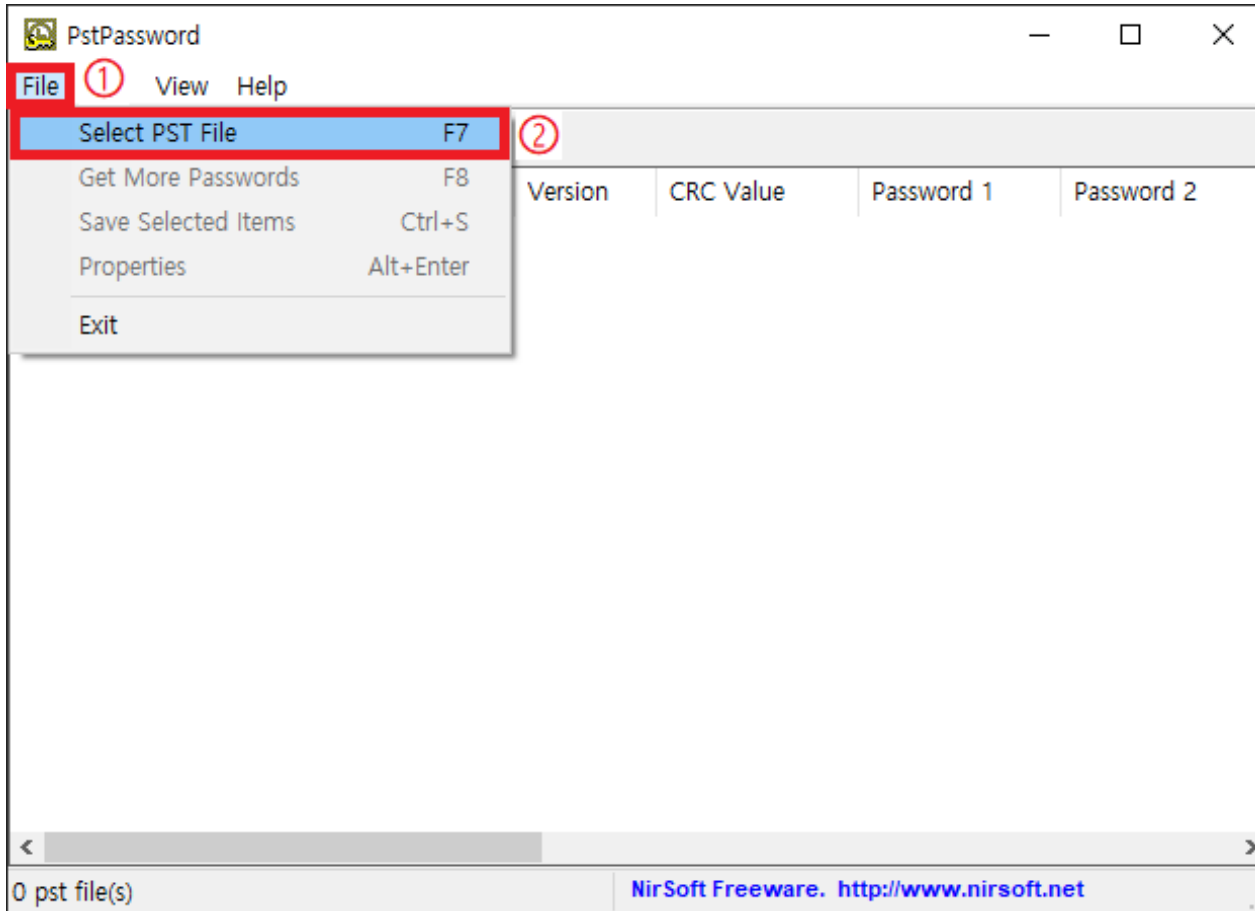 PstPassword
File ① View Help
Select PST File F7 ②
Get More Passwords F8
Version CRC Value Password 1 Password 2
Save Selected Items Ctrl+S
Properties Alt+Enter
Exit
0 pst file(s) NirSoft Freeware. http://www.nirsoft.net